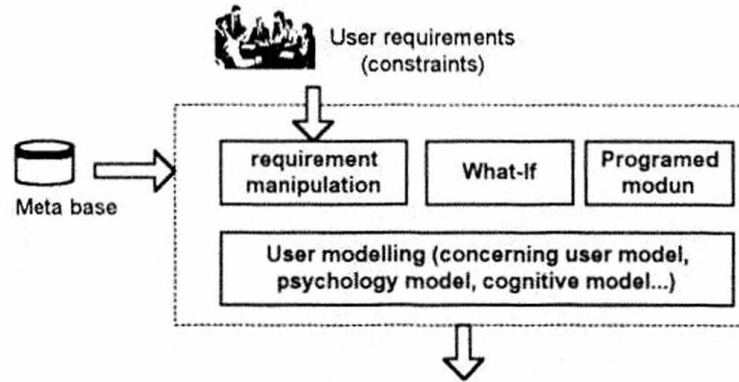 User requirements
(constraints)
requirement
manipulation
What-If
Programed
modun
Meta base
User modelling (concerning user model,
psychology model, cognitive model...)